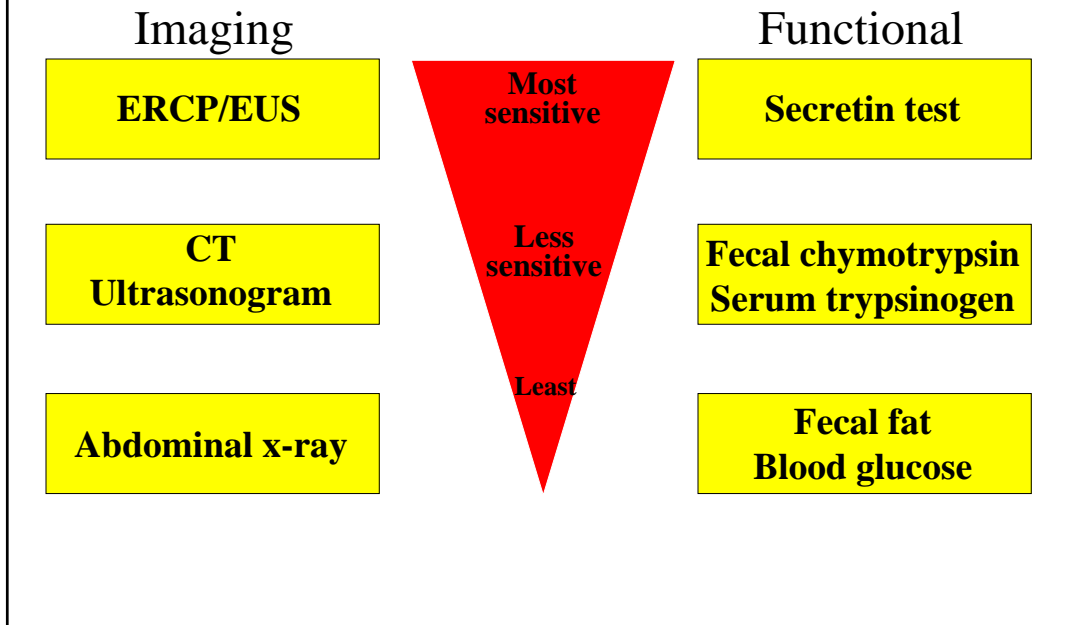 Imaging
Functional
ERCP/EUS
Most
sensitive
Secretin test
CT
Ultrasonogram
Less
sensitive
Fecal chymotrypsin
Serum trypsinogen
Abdominal x-ray
Least
Fecal fat
Blood glucose